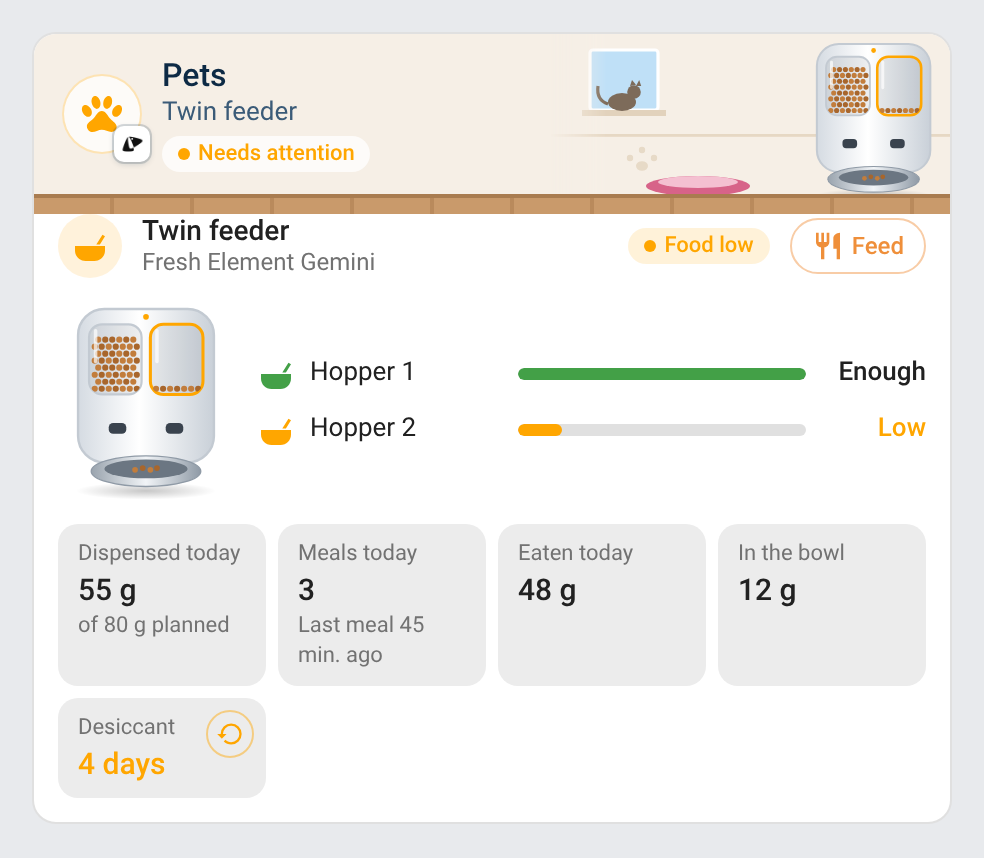 Pets
Twin feeder
Needs attention
Twin feeder
Fresh Element Gemini
Food low
Feed
Hopper 1
Enough
Hopper 2
Low
Dispensed today
55 g
of 80 g planned
Meals today
3
Last meal 45
min. ago
Eaten today
48 g
In the bowl
12 g
Desiccant
4 days